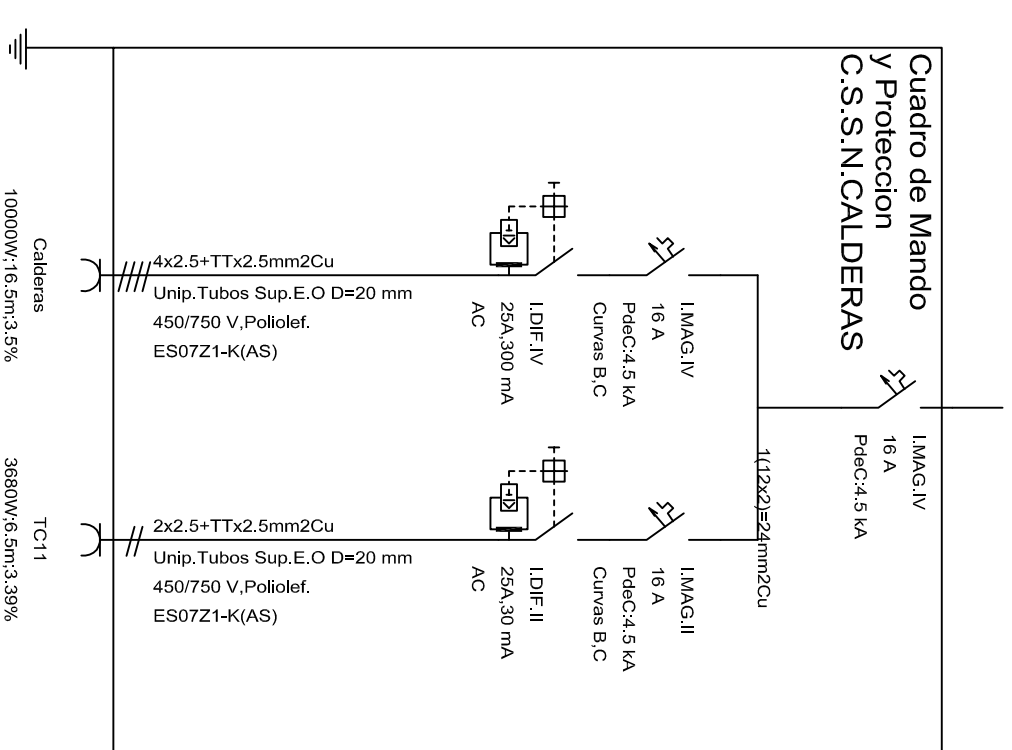 Cuadro de Mando
y Proteccion
C.S.S.N.CALDERAS
I.MAG.IV
16 A
PdeC:4.5 kA
1(12x2)=24mm2Cu
I.MAG.IV
16 A
PdeC:4.5 kA
Curvas B,C
I.DIF.IV
25A,300 mA
AC
4x2.5+TTx2.5mm2Cu
Unip.Tubos Sup.E.O D=20 mm
450/750 V,Poliolef.
ES07Z1-K(AS)
Calderas
10000W;16.5m;3.5%
I.MAG.II
16 A
PdeC:4.5 kA
Curvas B,C
I.DIF.II
25A,30 mA
AC
2x2.5+TTx2.5mm2Cu
Unip.Tubos Sup.E.O D=20 mm
450/750 V,Poliolef.
ES07Z1-K(AS)
TC11
3680W;6.5m;3.39%